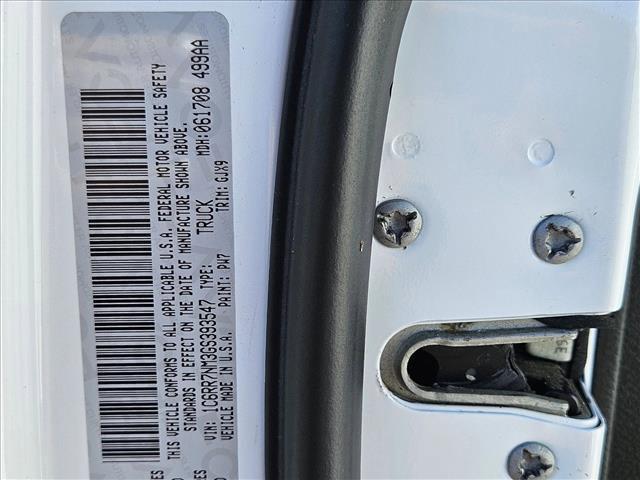 THIS VEHICLE CONFORMS TO ALL APPLICABLE U.S.A. FEDERAL MOTOR VEHICLE SAFETY
STANDARDS IN EFFECT ON THE DATE OF MANUFACTURE SHOWN ABOVE.
VIN: 1C6RR7NM3GS393547 TYPE: TRUCK MDH:061708 499AA
VEHICLE MADE IN U.S.A. PAINT: PW7 TRIM: GJX9